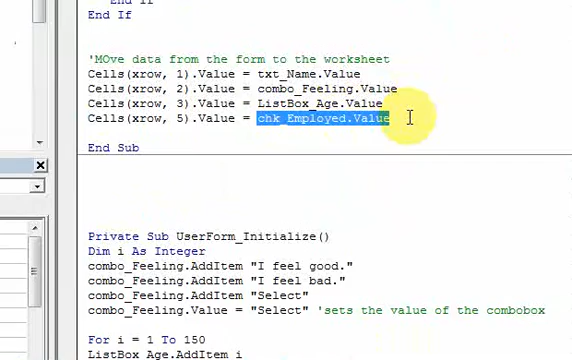 End If
End If
'MOve data from the form to the worksheet
Cells(xrow, 1).Value = txt_Name.Value
Cells(xrow, 2).Value = combo_Feeling.Value
Cells(xrow, 3).Value = ListBox_Age.Value
Cells(xrow, 5).Value = chk_Employed.Value
End Sub
Private Sub UserForm_Initialize()
Dim i As Integer
combo_Feeling.AddItem "I feel good."
combo_Feeling.AddItem "I feel bad."
combo_Feeling.AddItem "Select"
combo_Feeling.Value = "Select" 'sets the value of the combobox
For i = 1 To 150
ListBox_Age.AddItem i